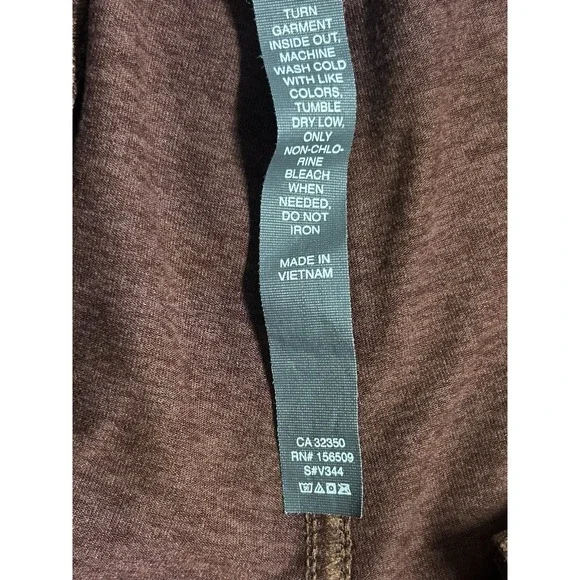 TURN
GARMENT
INSIDE OUT,
MACHINE
WASH COLD
WITH LIKE
COLORS,
TUMBLE
DRY LOW,
ONLY
NON-CHLO-
RINE
BLEACH
WHEN
NEEDED,
DO NOT
IRON
MADE IN
VIETNAM
CA 32350
RN# 156509
S#V344